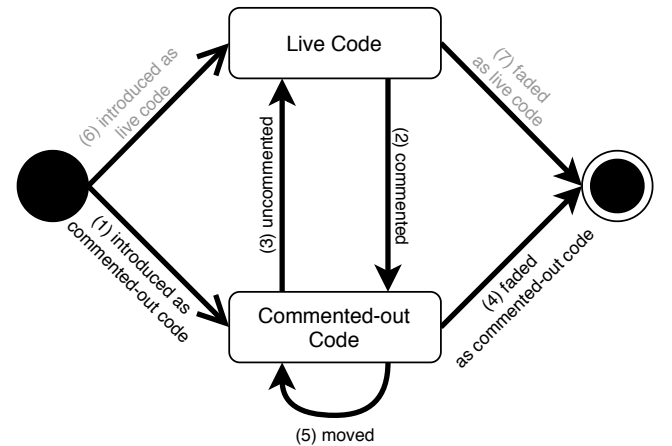 Live Code
(6) introduced as
live code
(7) faded
as live code
(3) uncommented
(2) commented
(1) introduced as
commented-out code
(4) faded
as commented-out code
Commented-out
Code
(5) moved